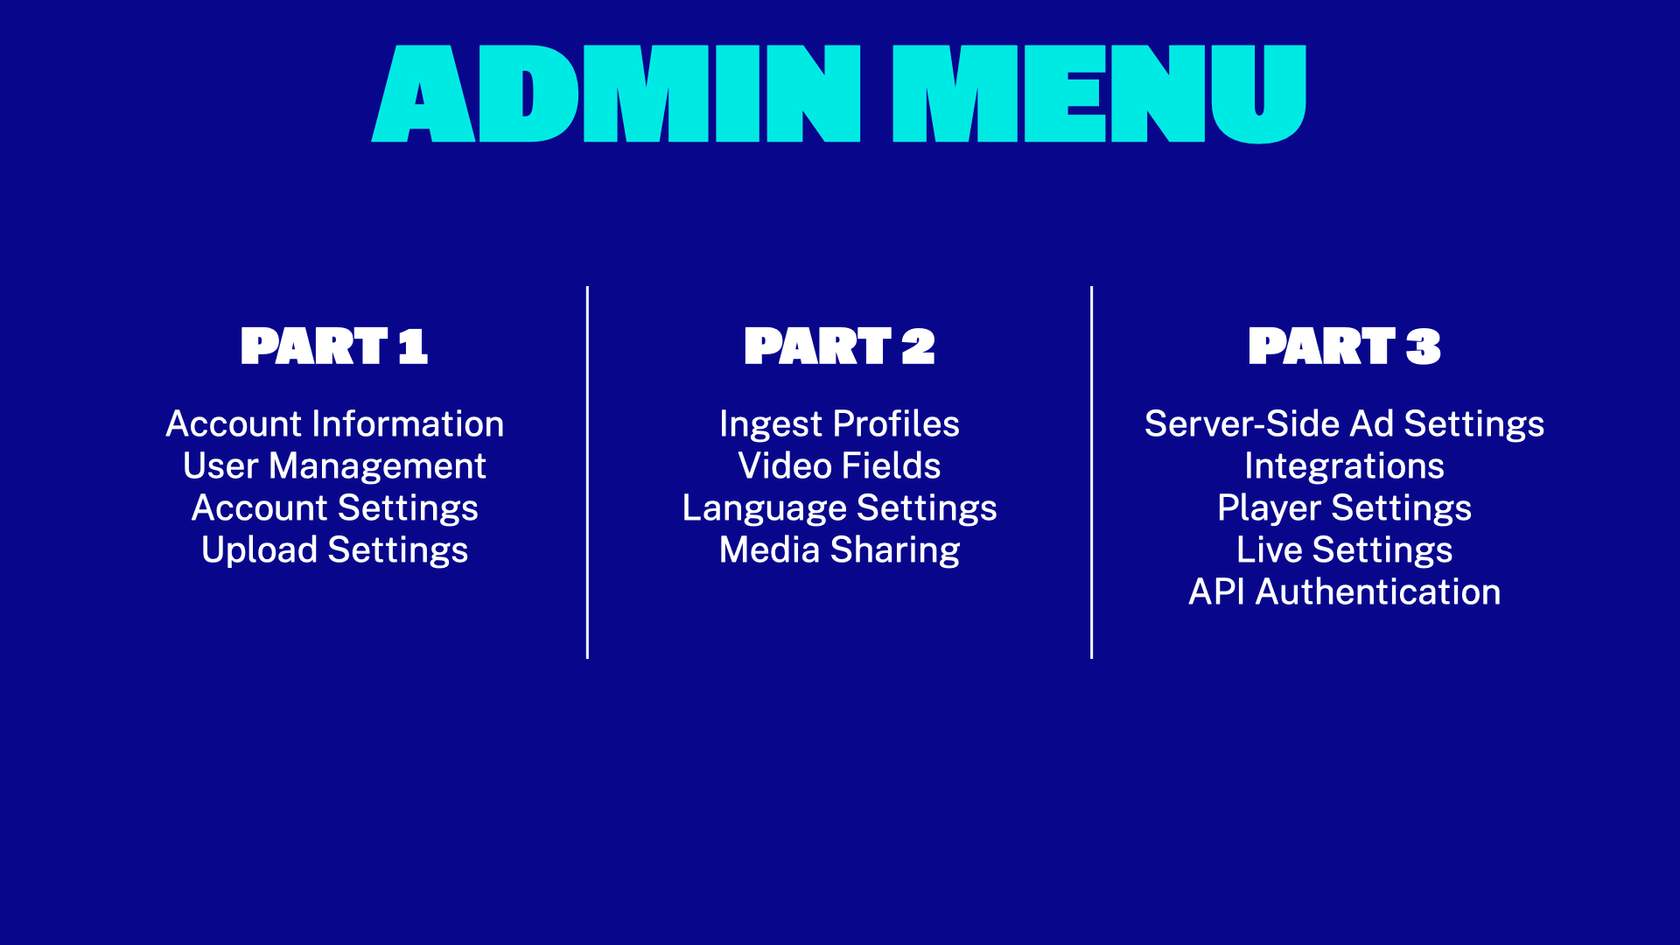 ADMIN MENU
PART 1
Account Information
User Management
Account Settings
Upload Settings
PART 2
Ingest Profiles
Video Fields
Language Settings
Media Sharing
PART 3
Server-Side Ad Settings
Integrations
Player Settings
Live Settings
API Authentication